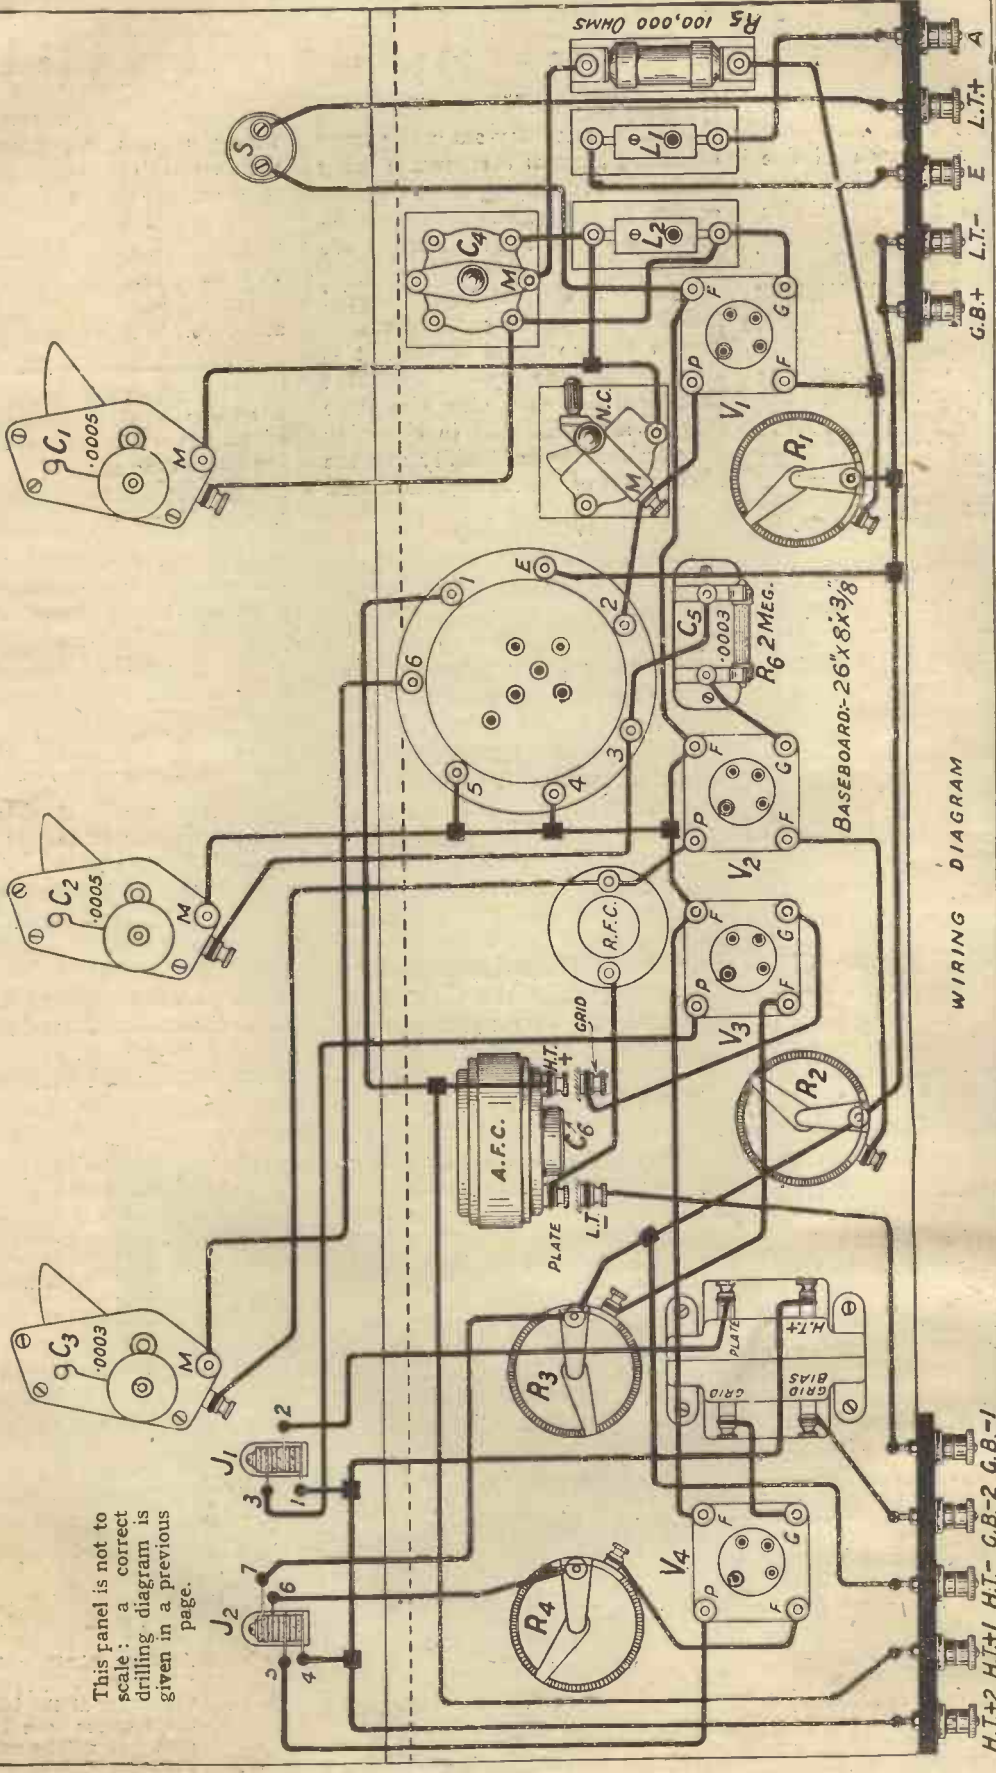 This panel is not to
scale: a correct
drilling diagram is
given in a previous
page.
C3
.0003
M
C2
.0005
M
C1
.0005
M
S
J2
7
6
5
4
J1
3
2
1
A.F.C.
C6
H.T.
+
GRID
PLATE
L.T.
-
R.F.C.
6
1
5
E
4
2
3
C4
M
N.C.
M
R5 100,000 OHMS
L1
L2
R4
R3
PLATE
H.T.+
GRID
GRID
BIAS
V4
P
F
G
F
R2
V3
P
F
G
F
V2
P
F
G
F
C5
.0003
R6 2 MEG.
R1
V1
P
F
G
F
BASEBOARD:- 26"x 8"x 3/8"
H.T.+2
H.T.+1
H.T.-
G.B.-2
G.B.-1
G.B.+
L.T.-
E
L.T.+
A
WIRING DIAGRAM